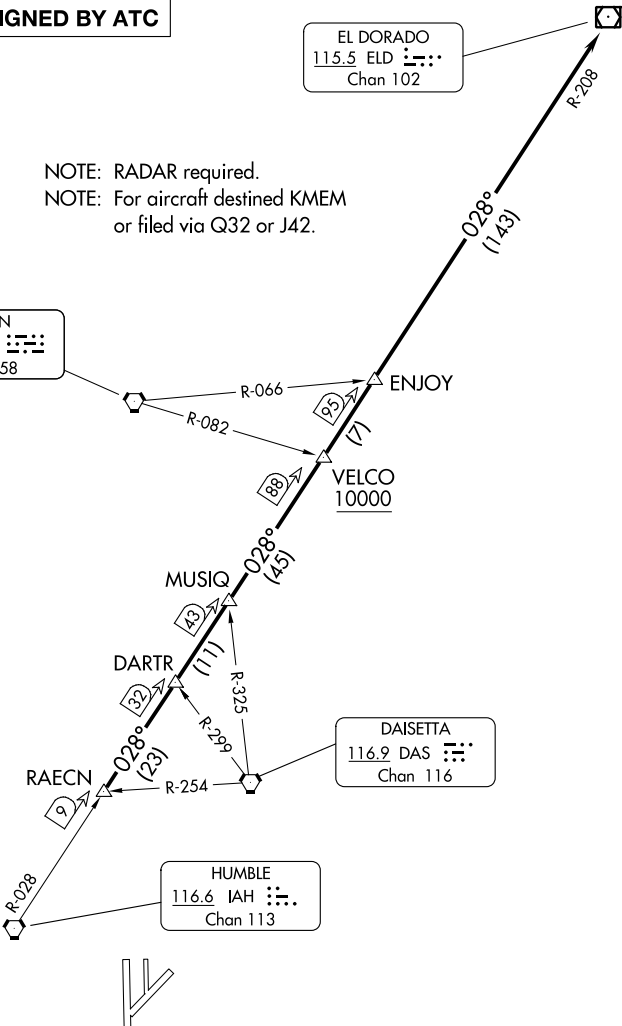 IGNED BY ATC
EL DORADO
115.5 ELD
Chan 102
R-208
NOTE: RADAR required.
NOTE: For aircraft destined KMEM
or filed via Q32 or J42.
028°
(143)
N
58
R-066
ENJOY
95
R-082
(7)
VELCO
10000
88
028°
(45)
MUSIQ
43
(11)
DARTR
R-325
32
R-299
028°
(23)
DAISETTA
116.9 DAS
Chan 116
RAECN
R-254
9
R-028
HUMBLE
116.6 IAH
Chan 113